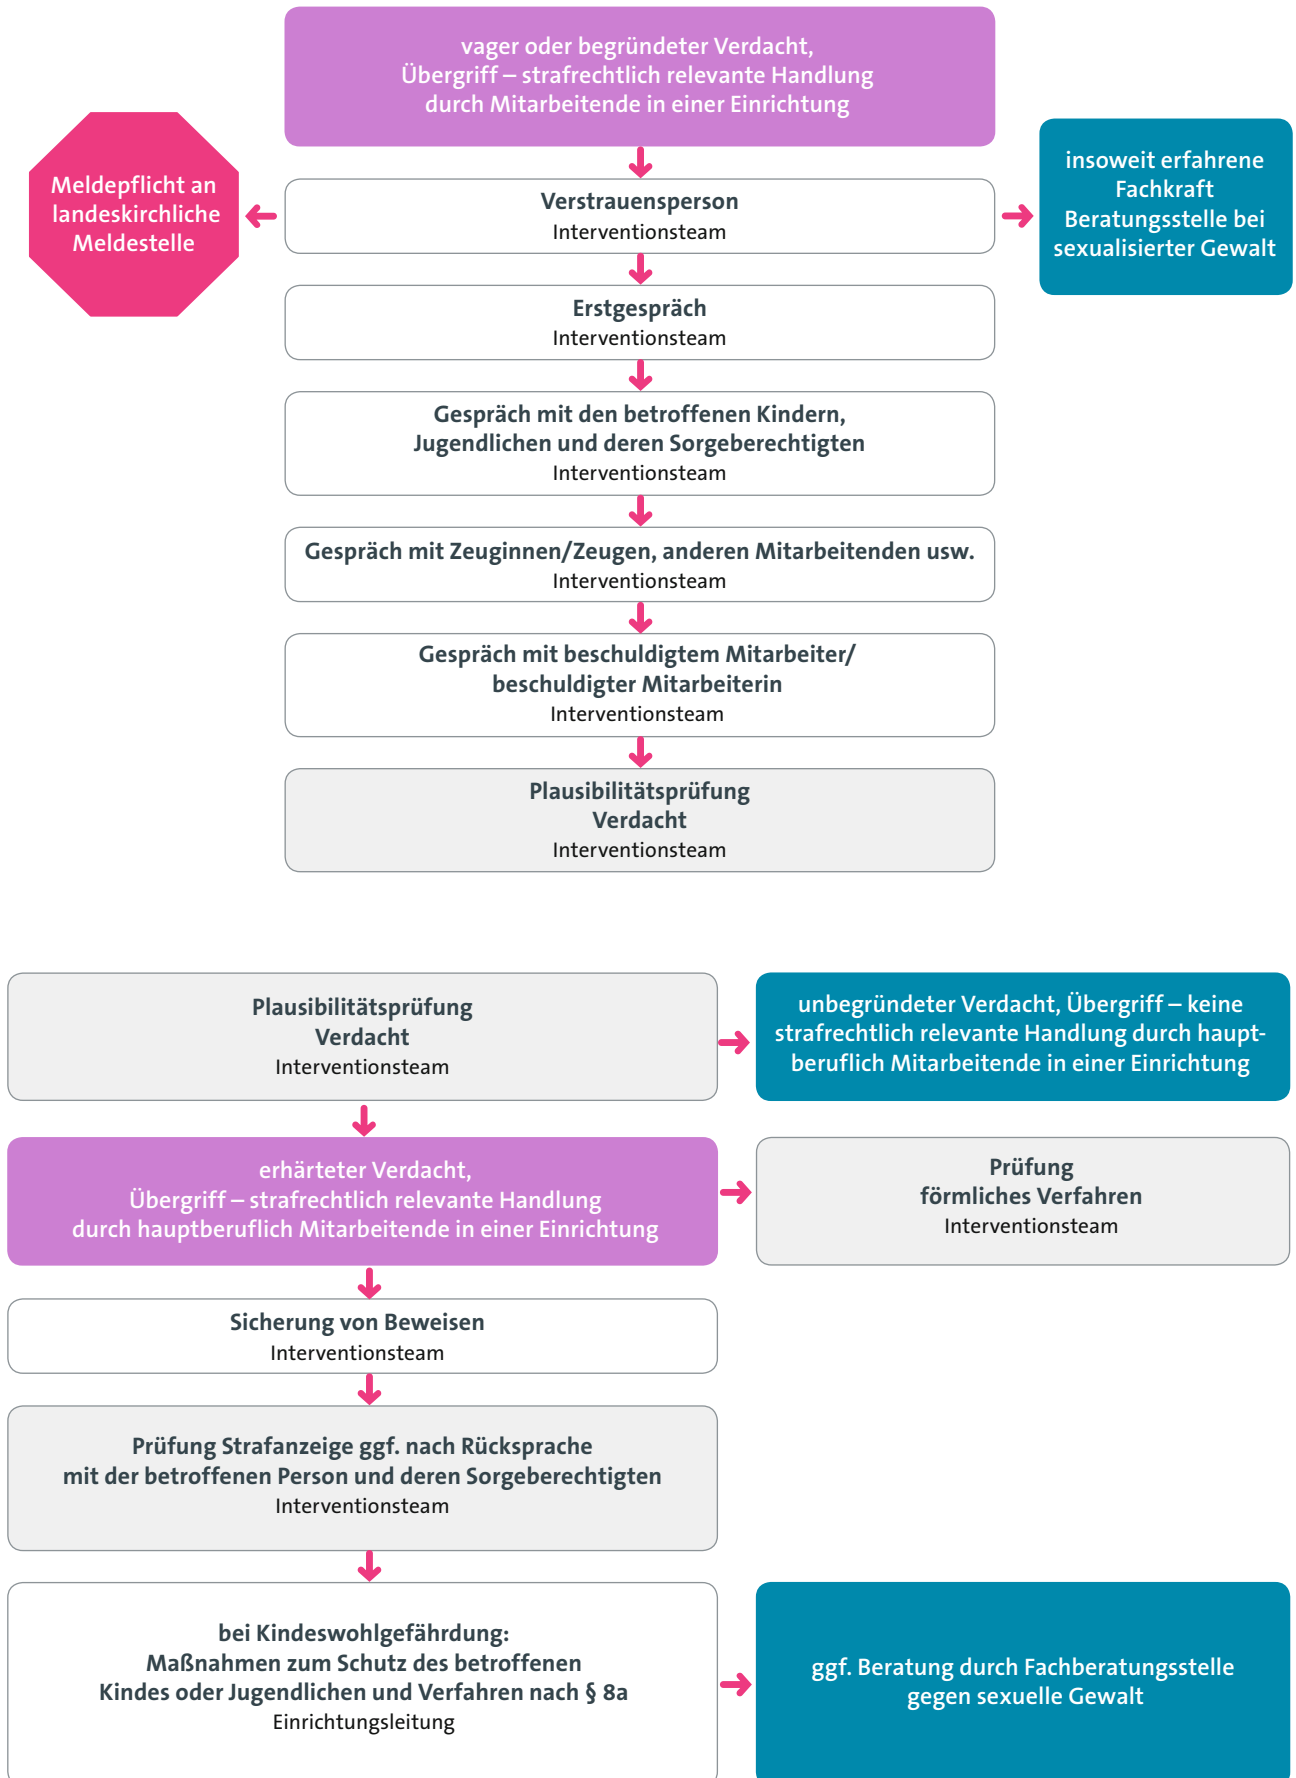 vager oder begründeter Verdacht,
Übergriff – strafrechtlich relevante Handlung
durch Mitarbeitende in einer Einrichtung
Meldepflicht an
landeskirchliche
Meldestelle
Verstrauensperson
Interventionsteam
insoweit erfahrene
Fachkraft
Beratungsstelle bei
sexualisierter Gewalt
Erstgespräch
Interventionsteam
Gespräch mit den betroffenen Kindern,
Jugendlichen und deren Sorgeberechtigten
Interventionsteam
Gespräch mit Zeuginnen/Zeugen, anderen Mitarbeitenden usw.
Interventionsteam
Gespräch mit beschuldigtem Mitarbeiter/
beschuldigter Mitarbeiterin
Interventionsteam
Plausibilitätsprüfung
Verdacht
Interventionsteam
Plausibilitätsprüfung
Verdacht
Interventionsteam
unbegründeter Verdacht, Übergriff – keine
strafrechtlich relevante Handlung durch haupt-
beruflich Mitarbeitende in einer Einrichtung
erhärteter Verdacht,
Übergriff – strafrechtlich relevante Handlung
durch hauptberuflich Mitarbeitende in einer Einrichtung
Prüfung
förmliches Verfahren
Interventionsteam
Sicherung von Beweisen
Interventionsteam
Prüfung Strafanzeige ggf. nach Rücksprache
mit der betroffenen Person und deren Sorgeberechtigten
Interventionsteam
bei Kindeswohlgefährdung:
Maßnahmen zum Schutz des betroffenen
Kindes oder Jugendlichen und Verfahren nach § 8a
Einrichtungsleitung
ggf. Beratung durch Fachberatungsstelle
gegen sexuelle Gewalt